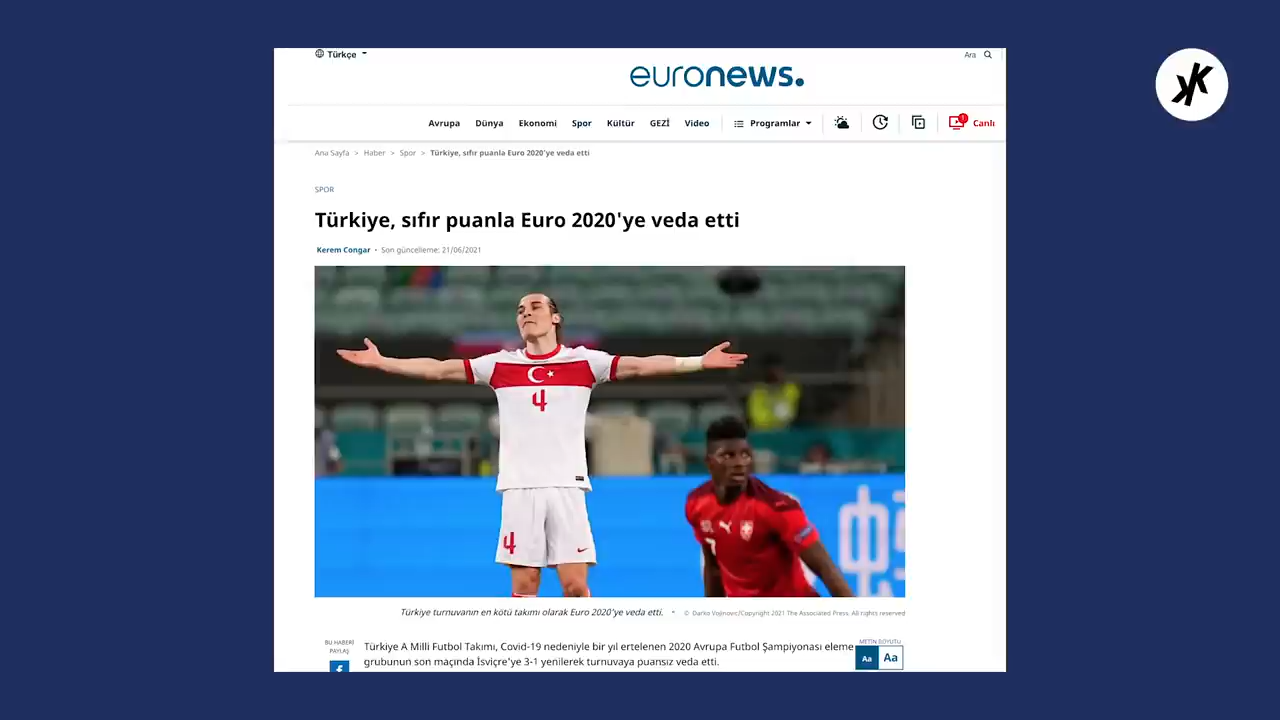 Türkçe
Ara
euronews.
Avrupa Dünya Ekonomi Spor Kültür GEZİ Video Programlar 1 Canlı
Ana Sayfa > Haber > Spor > Türkiye, sıfır puanla Euro 2020'ye veda etti
SPOR
Türkiye, sıfır puanla Euro 2020'ye veda etti
Kerem Congar • Son güncelleme: 21/06/2021
4
4
7
Türkiye turnuvanın en kötü takımı olarak Euro 2020'ye veda etti. - © Darko Vojinovic/Copyright 2021 The Associated Press. All rights reserved
BU HABERİ
PAYLAŞ
METİN BOYUTU
Aa Aa
Türkiye A Milli Futbol Takımı, Covid-19 nedeniyle bir yıl ertelenen 2020 Avrupa Futbol Şampiyonası eleme
grubunun son maçında İsviçre'ye 3-1 yenilerek turnuvaya puansız veda etti.